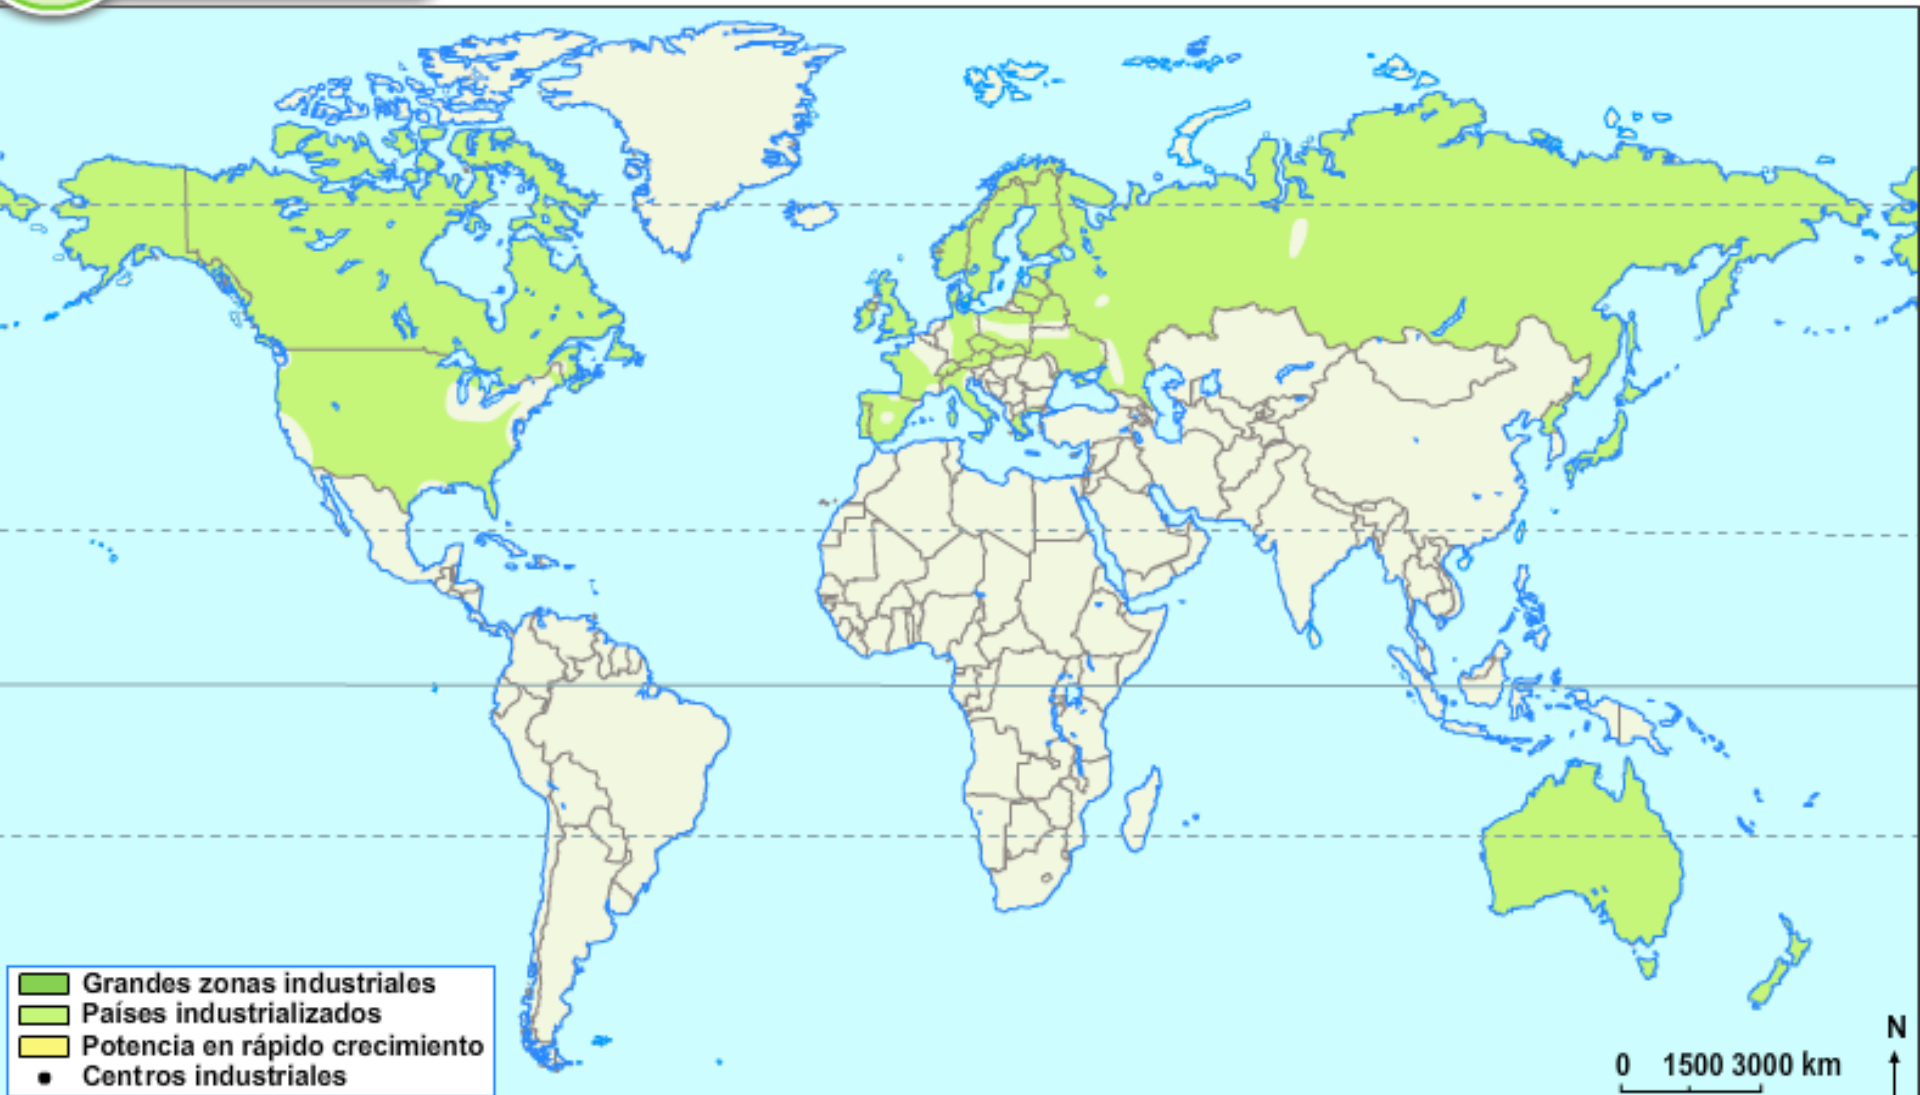 Grandes zonas industriales
Países industrializados
Potencia en rápido crecimiento
Centros industriales
N
0 1500 3000 km